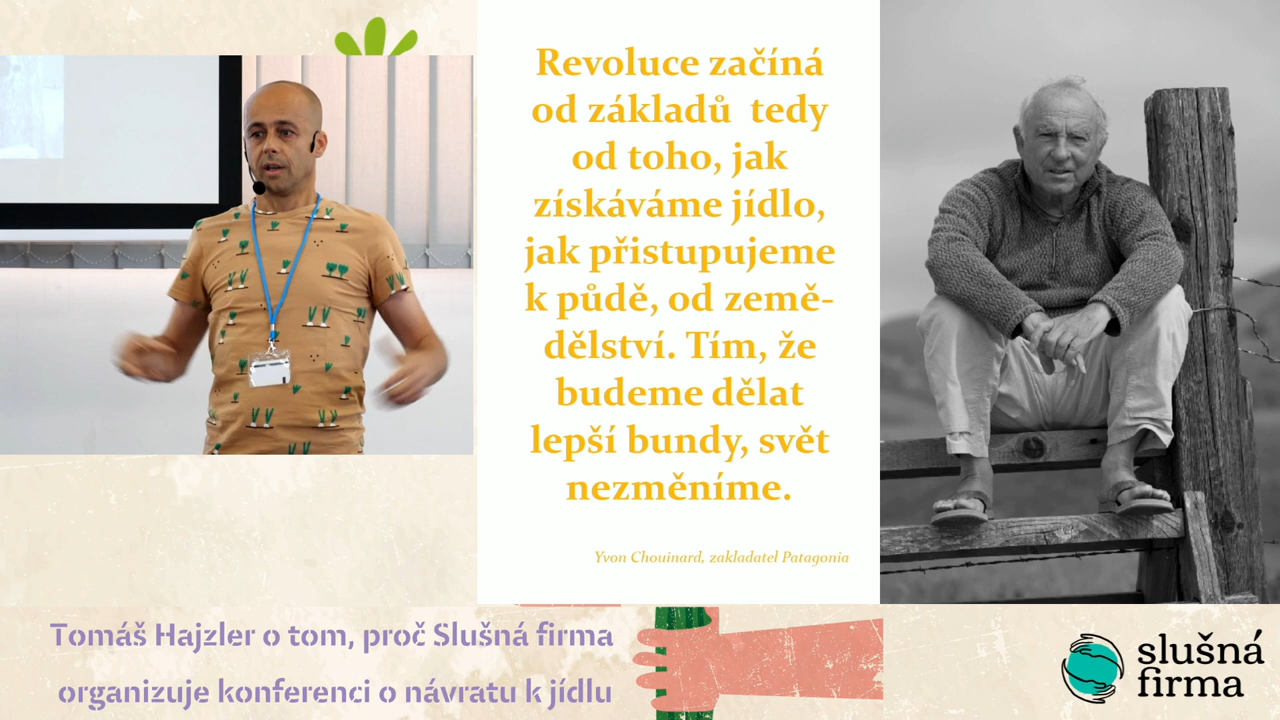 Revoluce začíná
od základů tedy
od toho, jak
získáváme jídlo,
jak přistupujeme
k půdě, od země-
dělství. Tím, že
budeme dělat
lepší bundy, svět
nezměníme.
Yvon Chouinard, zakladatel Patagonia
Tomáš Hajzler o tom, proč Slušná firma
organizuje konferenci o návratu k jídlu
slušná
firma